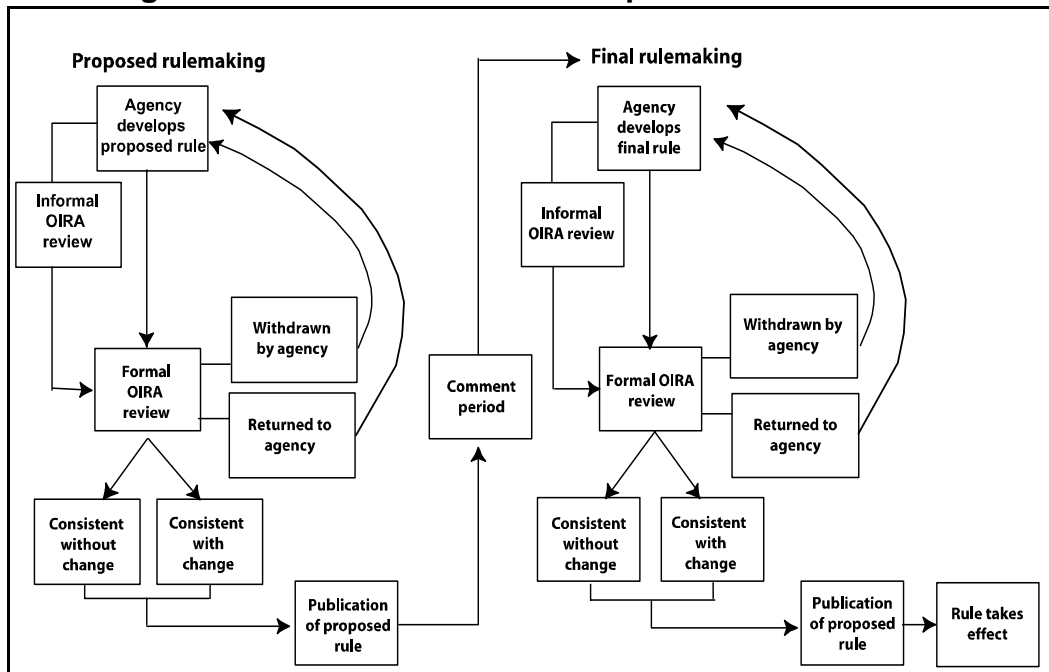 Proposed rulemaking
Agency
develops
proposed rule
Informal
OIRA
review
Withdrawn
by agency
Formal
OIRA
review
Returned to
agency
Consistent
without
change
Consistent
with
change
Publication
of proposed
rule
Comment
period
Final rulemaking
Agency
develops
final rule
Informal
OIRA review
Withdrawn by
agency
Formal OIRA
review
Returned to
agency
Consistent
without
change
Consistent
with
change
Publication
of proposed
rule
Rule takes
effect